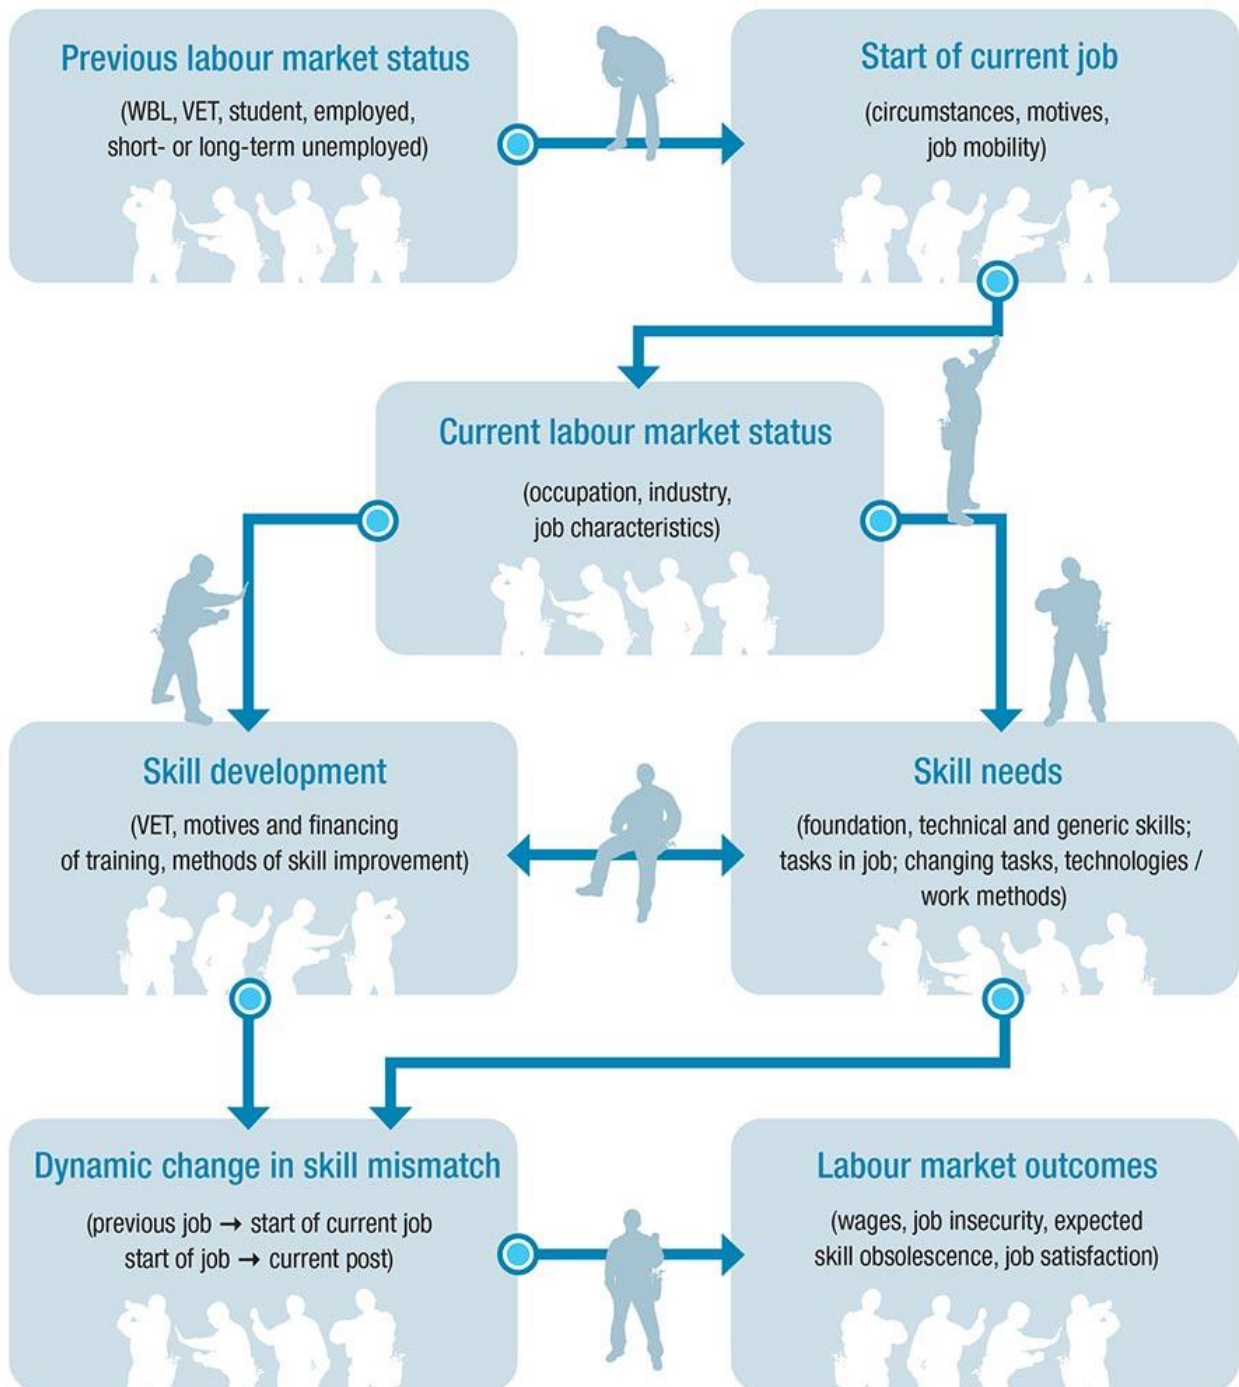 Previous labour market status
(WBL, VET, student, employed,
short- or long-term unemployed)
Start of current job
(circumstances, motives,
job mobility)
Current labour market status
(occupation, industry,
job characteristics)
Skill development
(VET, motives and financing
of training, methods of skill improvement)
Skill needs
(foundation, technical and generic skills;
tasks in job; changing tasks, technologies /
work methods)
Dynamic change in skill mismatch
(previous job → start of current job
start of job → current post)
Labour market outcomes
(wages, job insecurity, expected
skill obsolescence, job satisfaction)